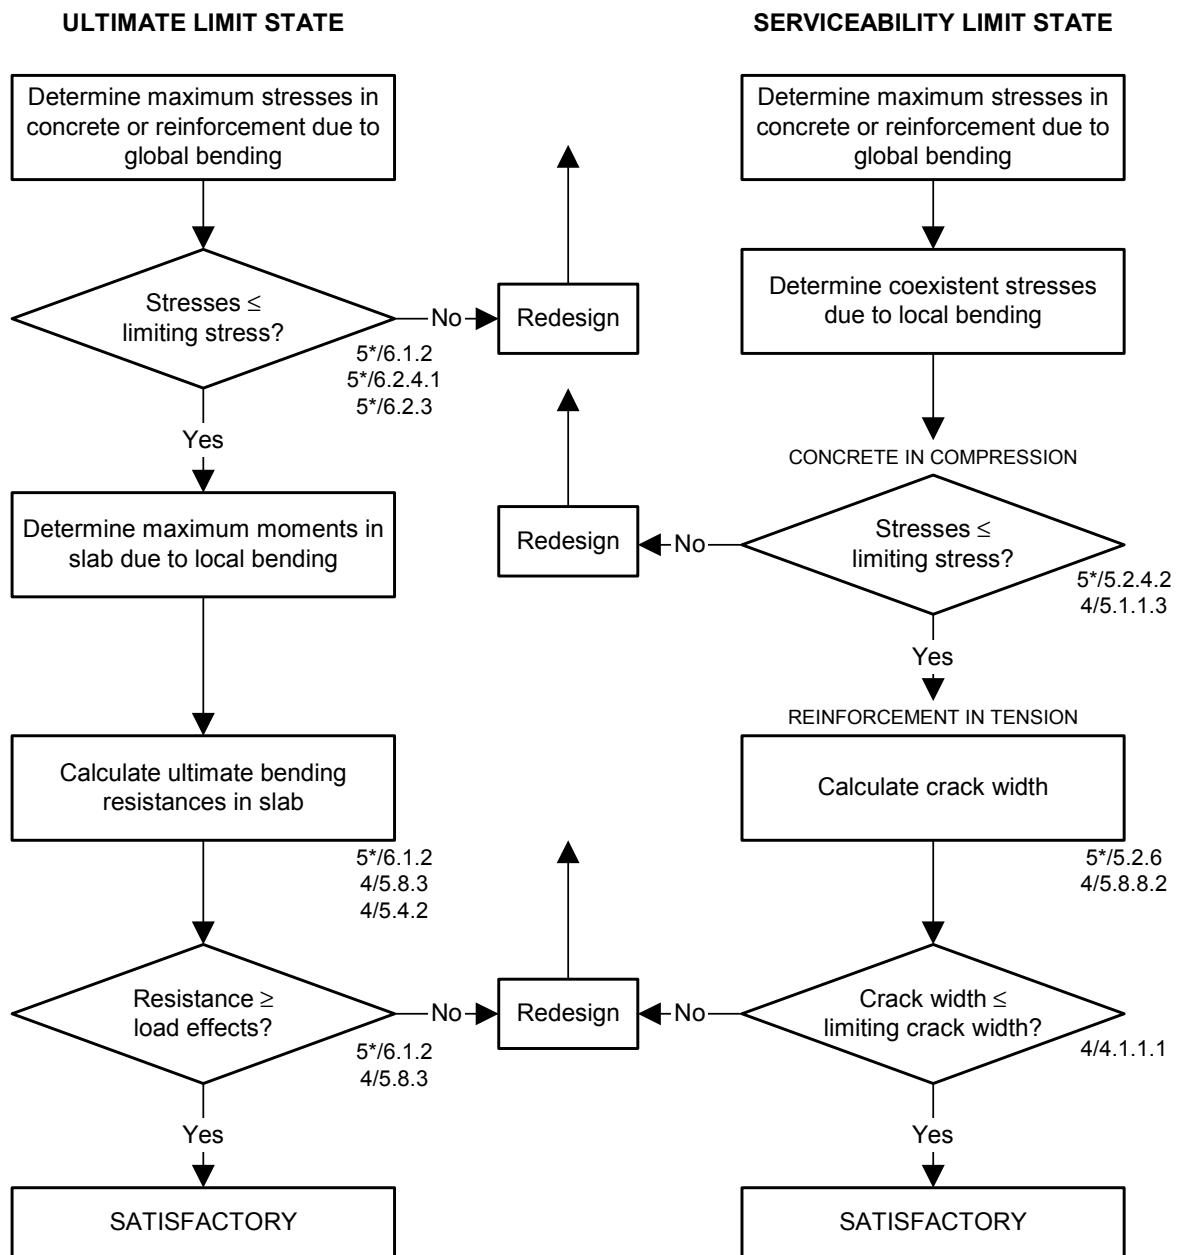 ULTIMATE LIMIT STATE
SERVICEABILITY LIMIT STATE
Determine maximum stresses in
concrete or reinforcement due to
global bending
Stresses ≤
limiting stress?
No
Redesign
5*/6.1.2
5*/6.2.4.1
5*/6.2.3
Yes
Determine maximum moments in
slab due to local bending
Calculate ultimate bending
resistances in slab
5*/6.1.2
4/5.8.3
4/5.4.2
Resistance ≥
load effects?
No
Redesign
5*/6.1.2
4/5.8.3
Yes
SATISFACTORY
Determine maximum stresses in
concrete or reinforcement due to
global bending
Determine coexistent stresses
due to local bending
CONCRETE IN COMPRESSION
Stresses ≤
limiting stress?
No
Redesign
5*/5.2.4.2
4/5.1.1.3
Yes
REINFORCEMENT IN TENSION
Calculate crack width
5*/5.2.6
4/5.8.8.2
Crack width ≤
limiting crack width?
No
4/4.1.1.1
Yes
SATISFACTORY